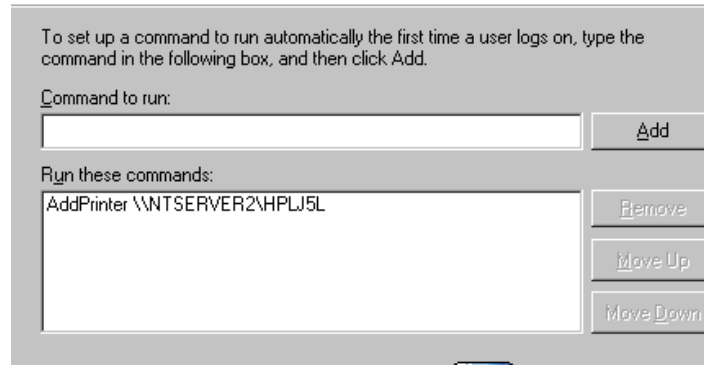 To set up a command to run automatically the first time a user logs on, type the
command in the following box, and then click Add.
Command to run:
Add
Run these commands:
AddPrinter \\NTSERVER2\HPLJ5L
Remove
Move Up
Move Down